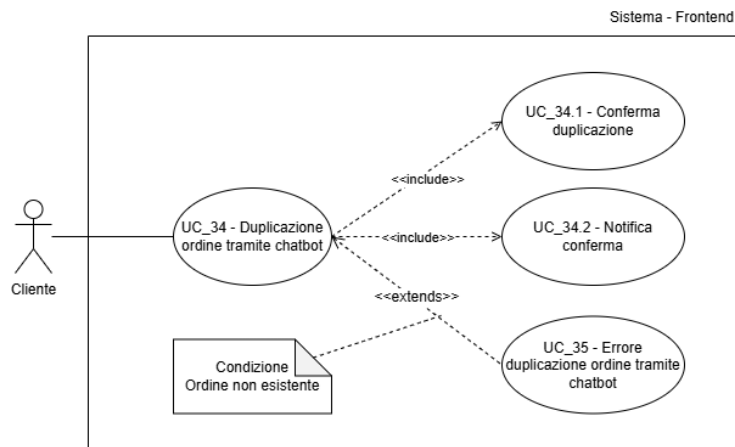 Sistema - Frontend
UC_34.1 - Conferma
duplicazione
<<include>>
UC_34 - Duplicazione
ordine tramite chatbot
<<include>>
UC_34.2 - Notifica
conferma
Cliente
<<extends>>
Condizione
Ordine non esistente
UC_35 - Errore
duplicazione ordine tramite
chatbot